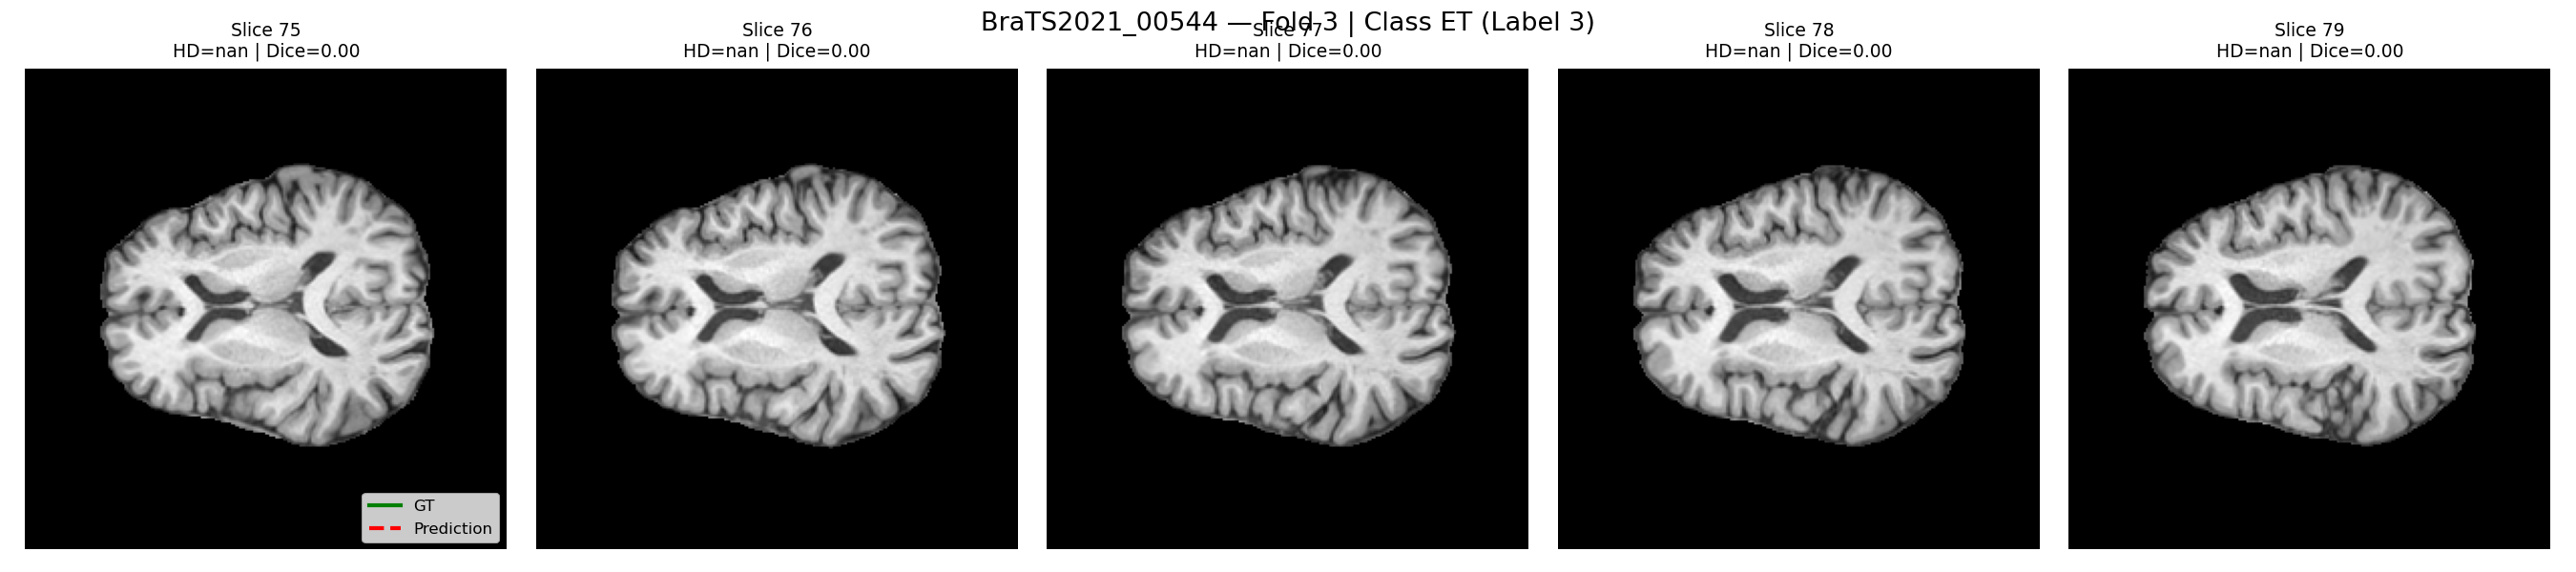 BraTS2021_00544 — Fold 3 | Class ET (Label 3)
Slice 75
HD=nan | Dice=0.00
Slice 76
HD=nan | Dice=0.00
Slice 77
HD=nan | Dice=0.00
Slice 78
HD=nan | Dice=0.00
Slice 79
HD=nan | Dice=0.00
GT
Prediction